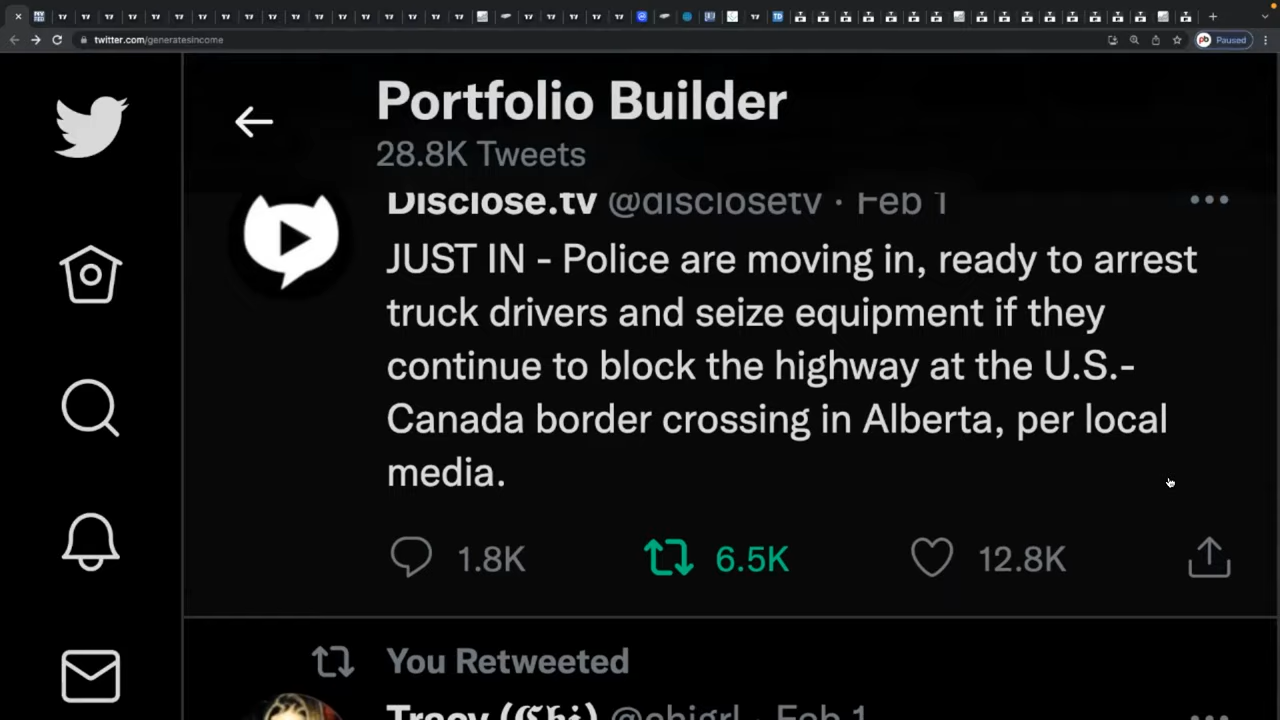 twitter.com/generatesincome
Paused
Portfolio Builder
28.8K Tweets
Disclose.tv @disclosetv · Feb 1
JUST IN - Police are moving in, ready to arrest
truck drivers and seize equipment if they
continue to block the highway at the U.S.-
Canada border crossing in Alberta, per local
media.
1.8K 6.5K 12.8K
You Retweeted
Tracy (𝕮𝖍𝖎) @chigrl · Feb 1